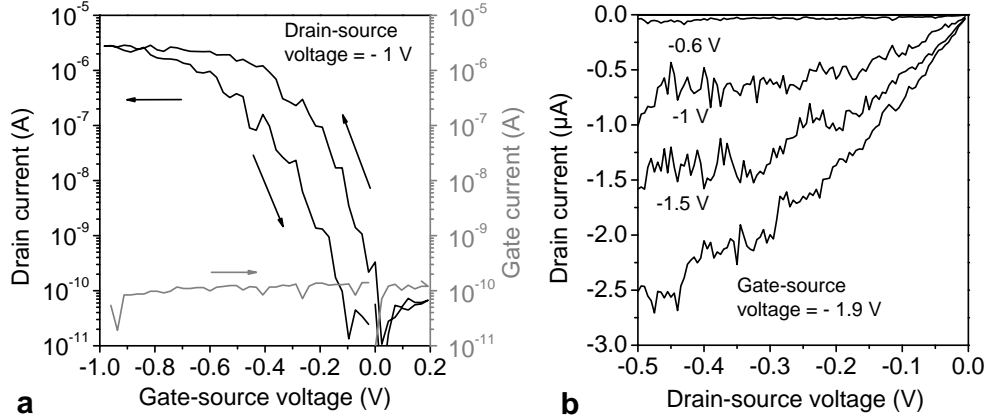 10⁻⁵
10⁻⁶
10⁻⁷
10⁻⁸
10⁻⁹
10⁻¹⁰
10⁻¹¹
Drain current (A)
Drain-source
voltage = - 1 V
10⁻⁵
10⁻⁶
10⁻⁷
10⁻⁸
10⁻⁹
10⁻¹⁰
10⁻¹¹
Gate current (A)
-1.0 -0.8 -0.6 -0.4 -0.2 0.0 0.2
Gate-source voltage (V)
a
0.0
-0.5
-1.0
-1.5
-2.0
-2.5
-3.0
Drain current (µA)
-0.6 V
-1 V
-1.5 V
Gate-source
voltage = - 1.9 V
-0.5 -0.4 -0.3 -0.2 -0.1 0.0
Drain-source voltage (V)
b